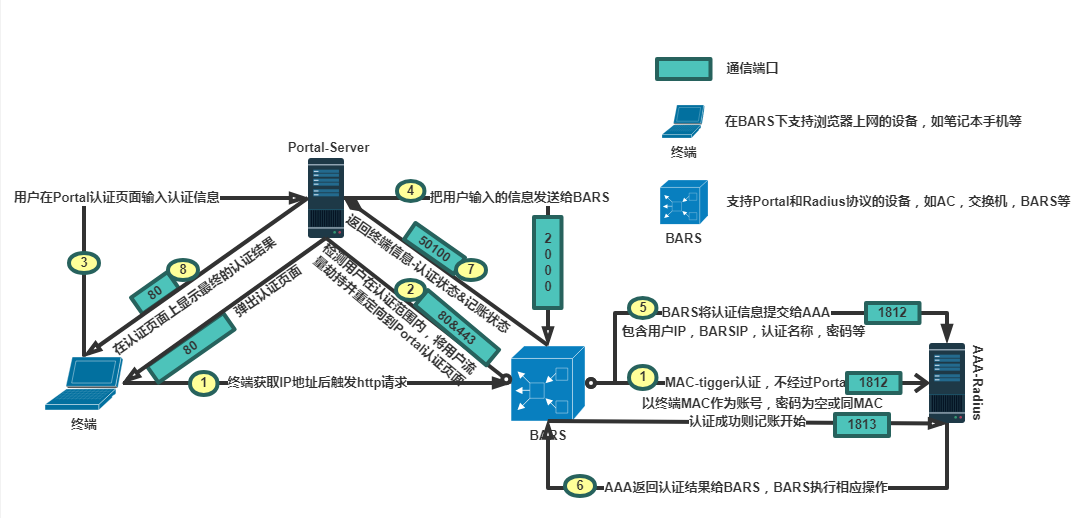 通信端口
在BARS下支持浏览器上网的设备，如笔记本手机等
终端
支持Portal和Radius协议的设备，如AC，交换机，BARS等
BARS
Portal-Server
用户在Portal认证页面输入认证信息
4
把用户输入的信息发送给BARS
3
8
80
在认证页面上显示最终的认证结果
弹出认证页面
80
返回终端信息-认证状态&记账状态
50100
7
2
检测用户在认证范围内，将用户流
量劫持并重定向到Portal认证页面
80&443
2000
终端
1
终端获取IP地址后触发http请求
BARS
5
BARS将认证信息提交给AAA
1812
包含用户IP，BARSIP，认证名称，密码等
1
MAC-tigger认证，不经过Porta
1812
以终端MAC作为账号，密码为空或同MAC
认证成功则记账开始
1813
AA-Radius
6
AAA返回认证结果给BARS，BARS执行相应操作